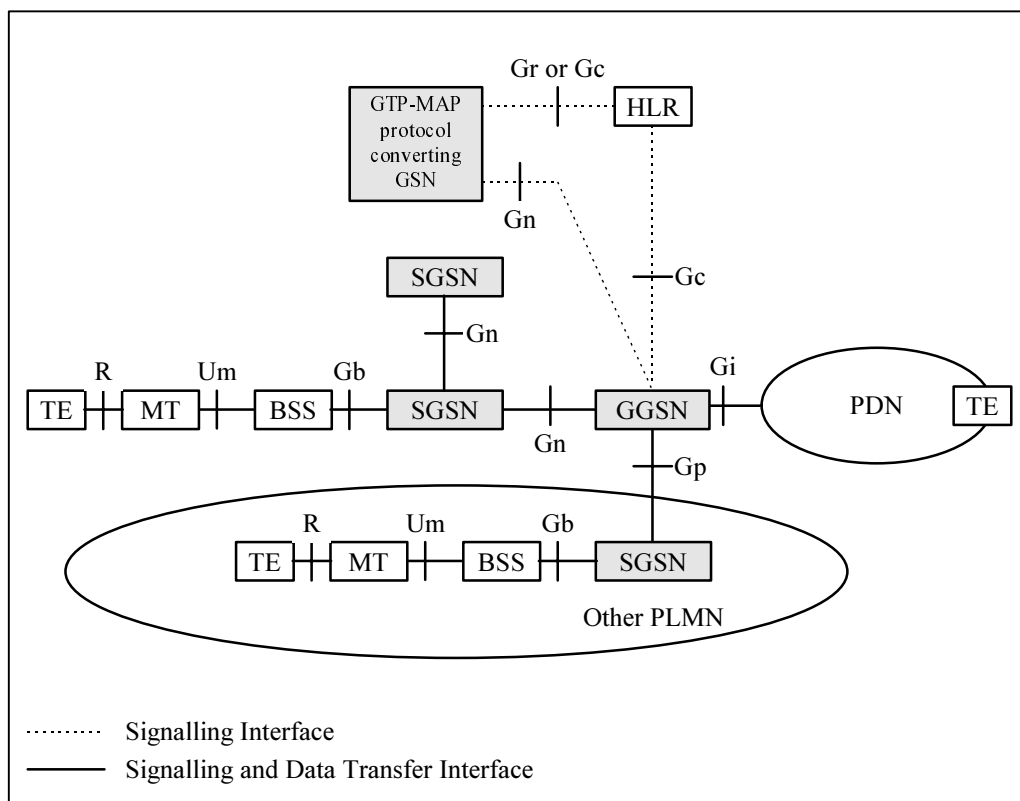 Gr or Gc
GTP-MAP
protocol
converting
GSN
HLR
Gn
Gc
SGSN
Gn
R
Um
Gb
Gi
TE
MT
BSS
SGSN
GGSN
PDN
TE
Gn
Gp
R
Um
Gb
TE
MT
BSS
SGSN
Other PLMN
Signalling Interface
Signalling and Data Transfer Interface